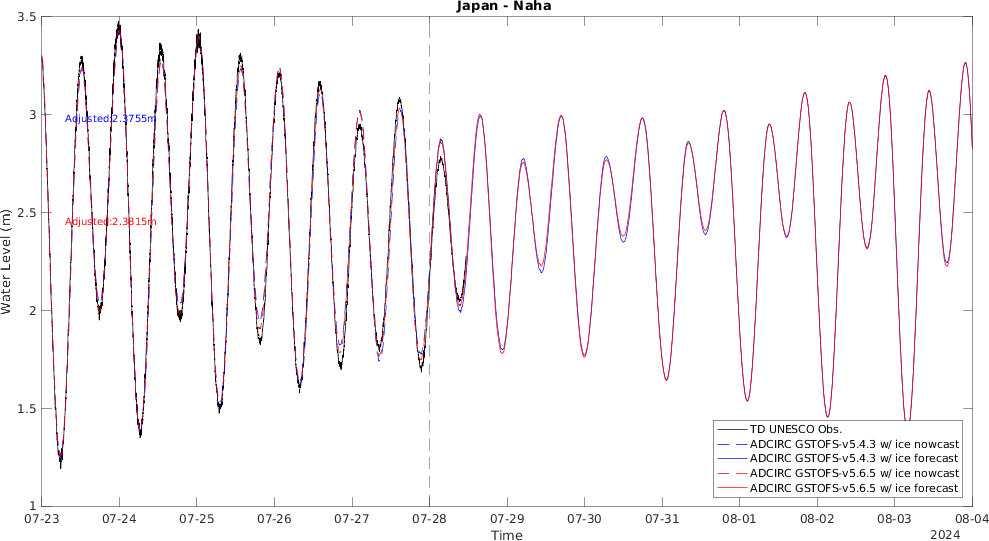 Japan - Naha
Water Level (m)
3.5
3
2.5
2
1.5
1
Adjusted:2.3755m
Adjusted:2.3815m
TD UNESCO Obs.
ADCIRC GSTOFS-v5.4.3 w/ ice nowcast
ADCIRC GSTOFS-v5.4.3 w/ ice forecast
ADCIRC GSTOFS-v5.6.5 w/ ice nowcast
ADCIRC GSTOFS-v5.6.5 w/ ice forecast
07-23 07-24 07-25 07-26 07-27 07-28 07-29 07-30 07-31 08-01 08-02 08-03 08-04
Time
2024